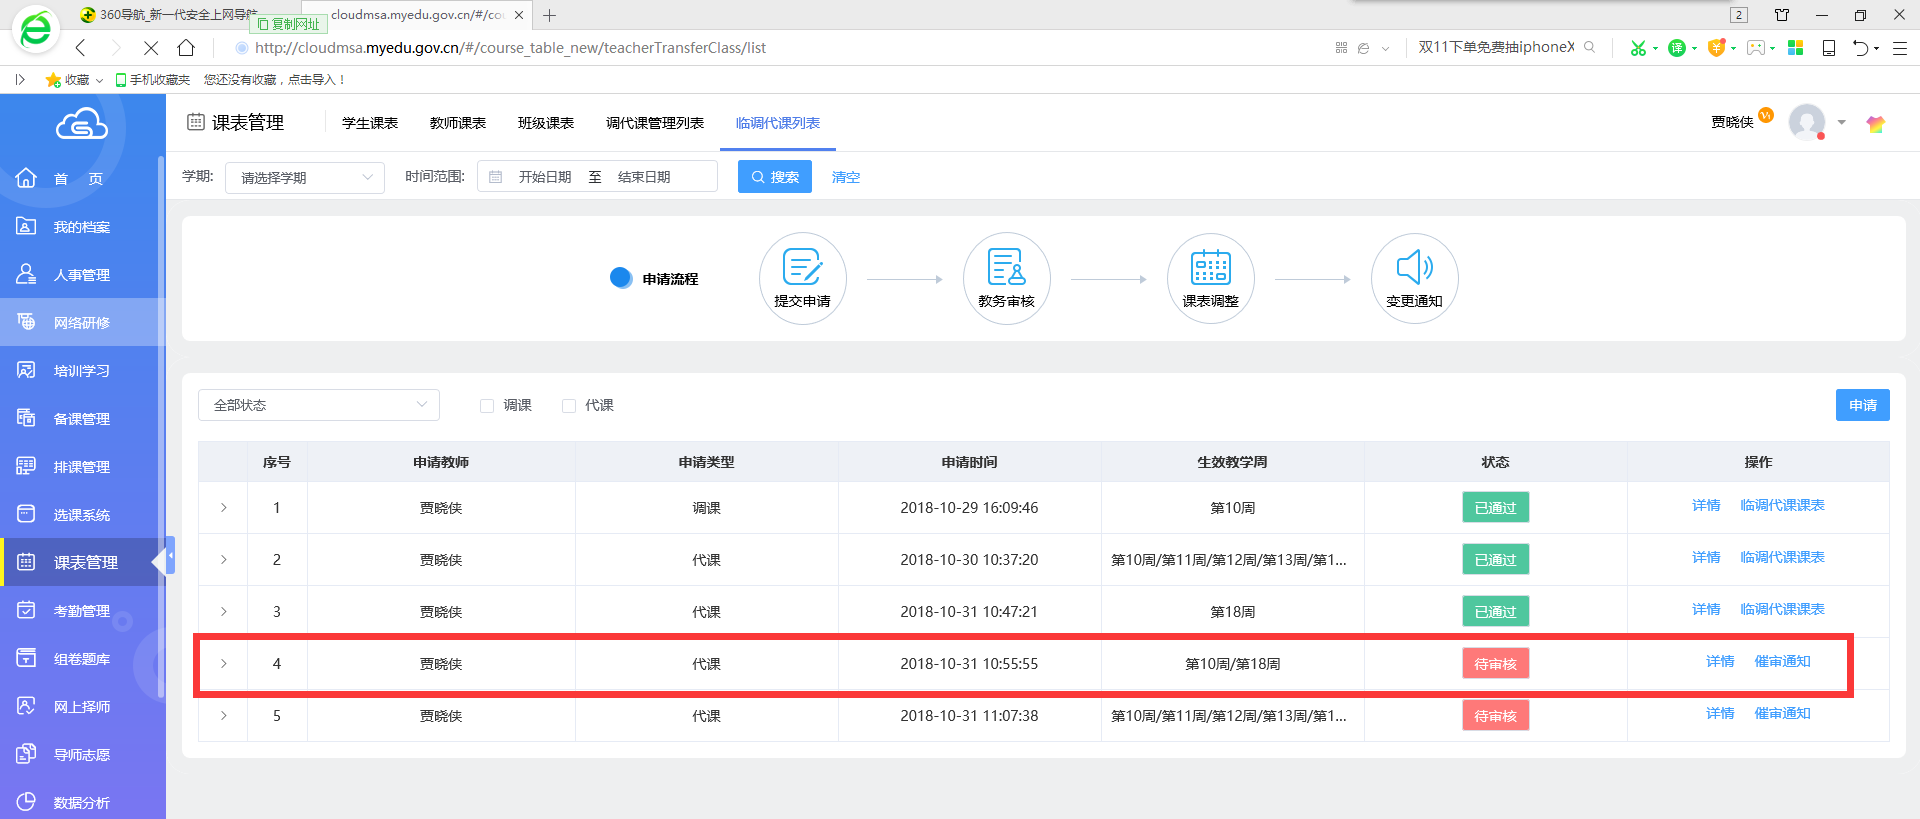 360导航_新一代安全上网导航
cloudmsa.myedu.gov.cn/#/cou
2
复制网址
http://cloudmsa.myedu.gov.cn/#/course_table_new/teacherTransferClass/list
双11下单免费抽iphoneX
译
收藏
手机收藏夹
您还没有收藏，点击导入！
课表管理
学生课表
教师课表
班级课表
调代课管理列表
临调代课列表
贾晓侠
V1
首 页
我的档案
人事管理
网络研修
培训学习
备课管理
排课管理
选课系统
课表管理
考勤管理
组卷题库
网上择师
导师志愿
数据分析
学期:
请选择学期
时间范围:
开始日期 至 结束日期
搜索
清空
申请流程
提交申请
教务审核
课表调整
变更通知
全部状态
调课
代课
申请
序号 申请教师 申请类型 申请时间 生效教学周 状态 操作
1 贾晓侠 调课 2018-10-29 16:09:46 第10周 已通过 详情 临调代课课表
2 贾晓侠 代课 2018-10-30 10:37:20 第10周/第11周/第12周/第13周/第1... 已通过 详情 临调代课课表
3 贾晓侠 代课 2018-10-31 10:47:21 第18周 已通过 详情 临调代课课表
4 贾晓侠 代课 2018-10-31 10:55:55 第10周/第18周 待审核 详情 催审通知
5 贾晓侠 代课 2018-10-31 11:07:38 第10周/第11周/第12周/第13周/第1... 待审核 详情 催审通知